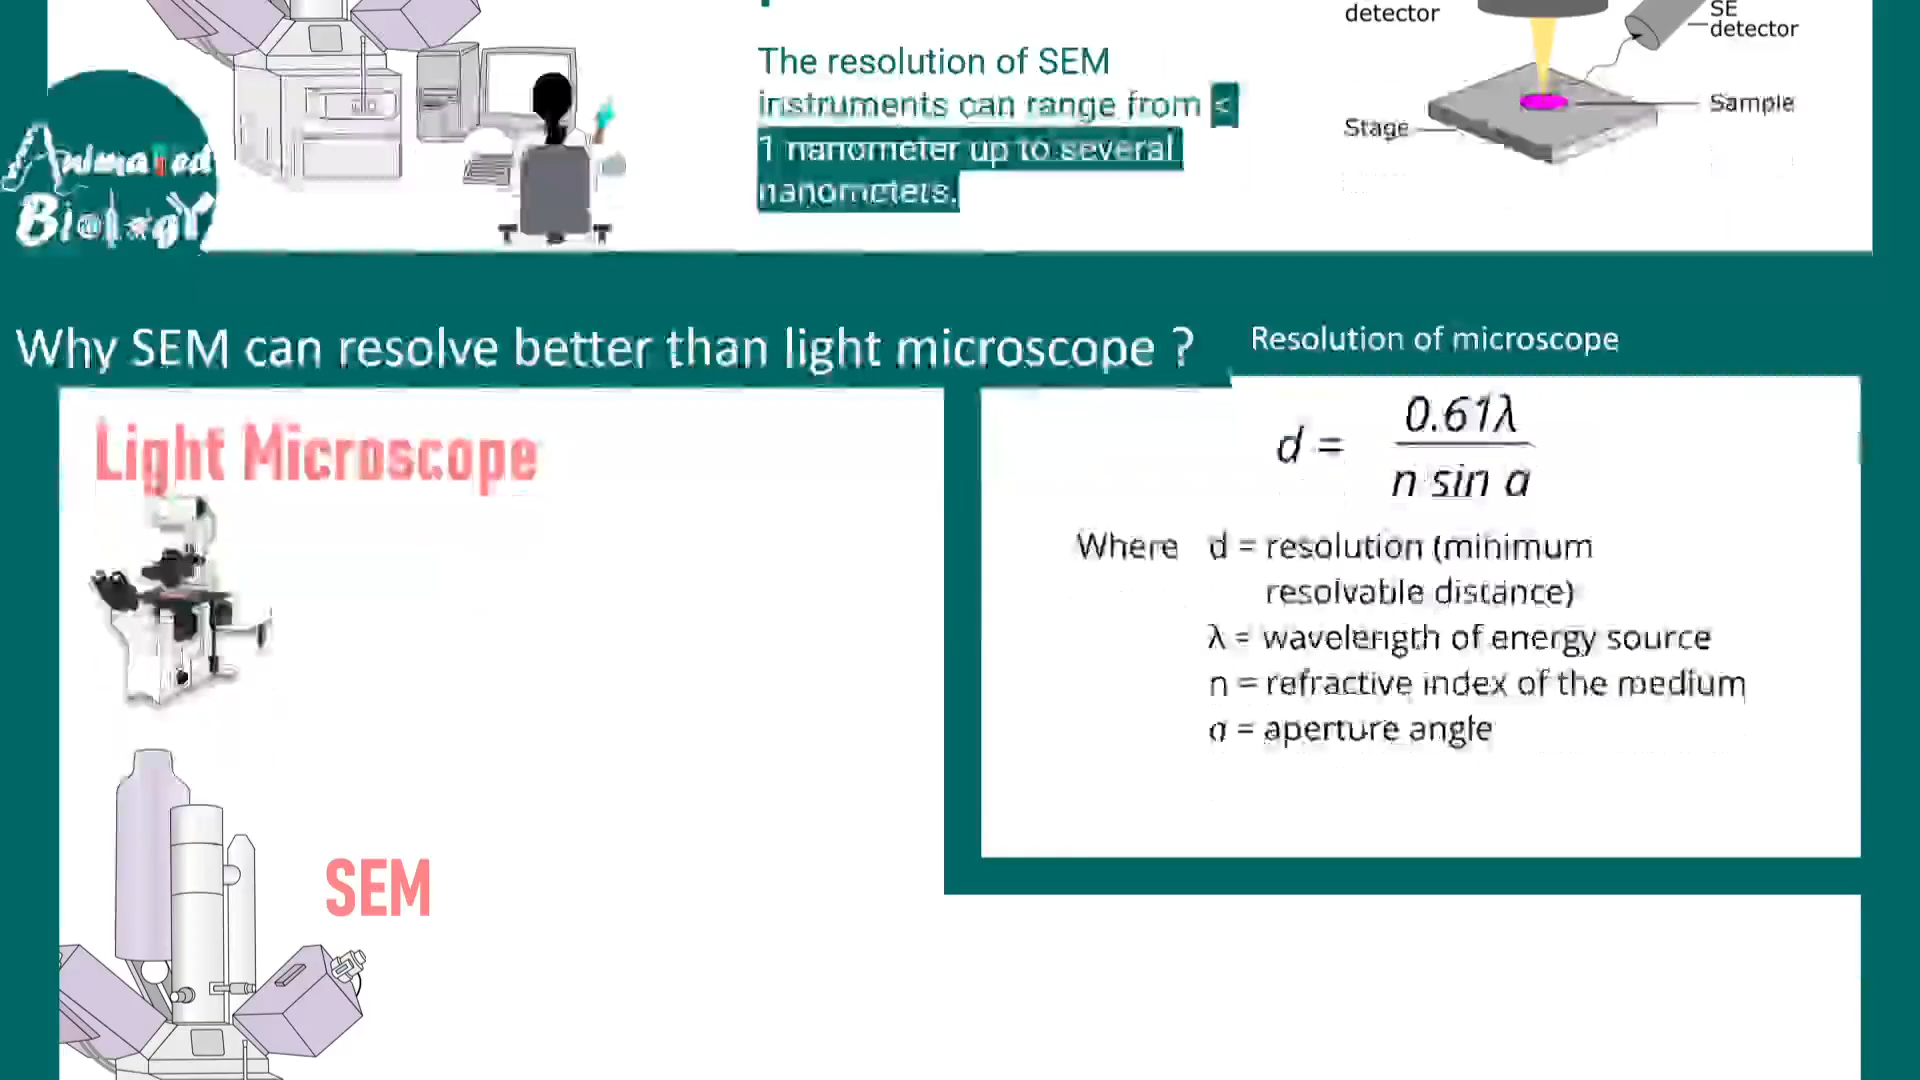 detector
SE
detector
Sample
Stage
The resolution of SEM
instruments can range from <
1 nanometer up to several
nanometers.
Animated
Biology
Why SEM can resolve better than light microscope ?
Resolution of microscope
Light Microscope
SEM
d = 0.61λ / n sin α
Where d = resolution (minimum
resolvable distance)
λ = wavelength of energy source
n = refractive index of the medium
α = aperture angle